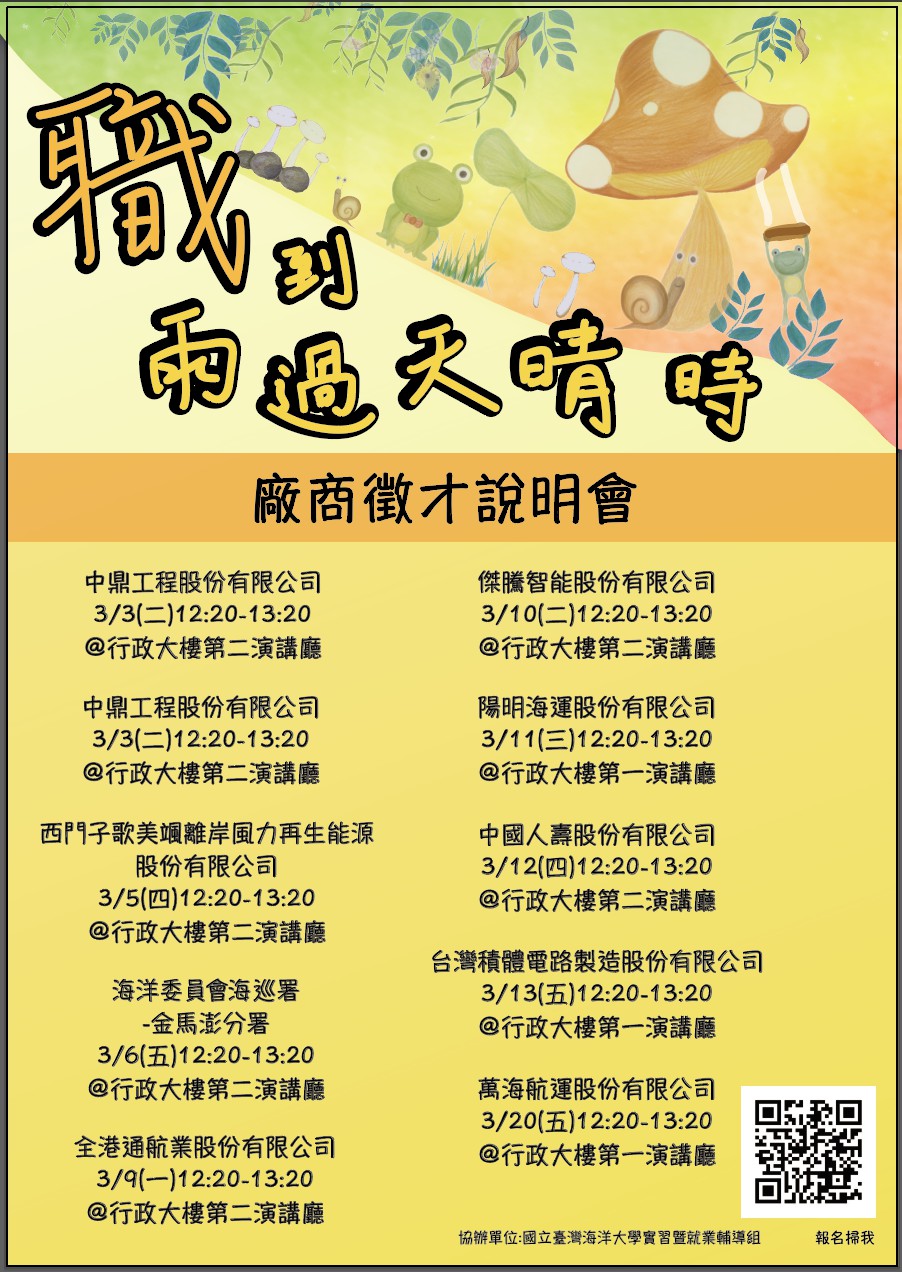 職到
雨過天晴時
廠商徵才說明會
中鼎工程股份有限公司
3/3(二)12:20-13:20
@行政大樓第二演講廳
中鼎工程股份有限公司
3/3(二)12:20-13:20
@行政大樓第二演講廳
西門子歌美颯離岸風力再生能源
股份有限公司
3/5(四)12:20-13:20
@行政大樓第二演講廳
海洋委員會海巡署
-金馬澎分署
3/6(五)12:20-13:20
@行政大樓第二演講廳
全港通航業股份有限公司
3/9(一)12:20-13:20
@行政大樓第二演講廳
傑騰智能股份有限公司
3/10(二)12:20-13:20
@行政大樓第二演講廳
陽明海運股份有限公司
3/11(三)12:20-13:20
@行政大樓第一演講廳
中國人壽股份有限公司
3/12(四)12:20-13:20
@行政大樓第二演講廳
台灣積體電路製造股份有限公司
3/13(五)12:20-13:20
@行政大樓第一演講廳
萬海航運股份有限公司
3/20(五)12:20-13:20
@行政大樓第一演講廳
協辦單位:國立臺灣海洋大學實習暨就業輔導組
報名掃我